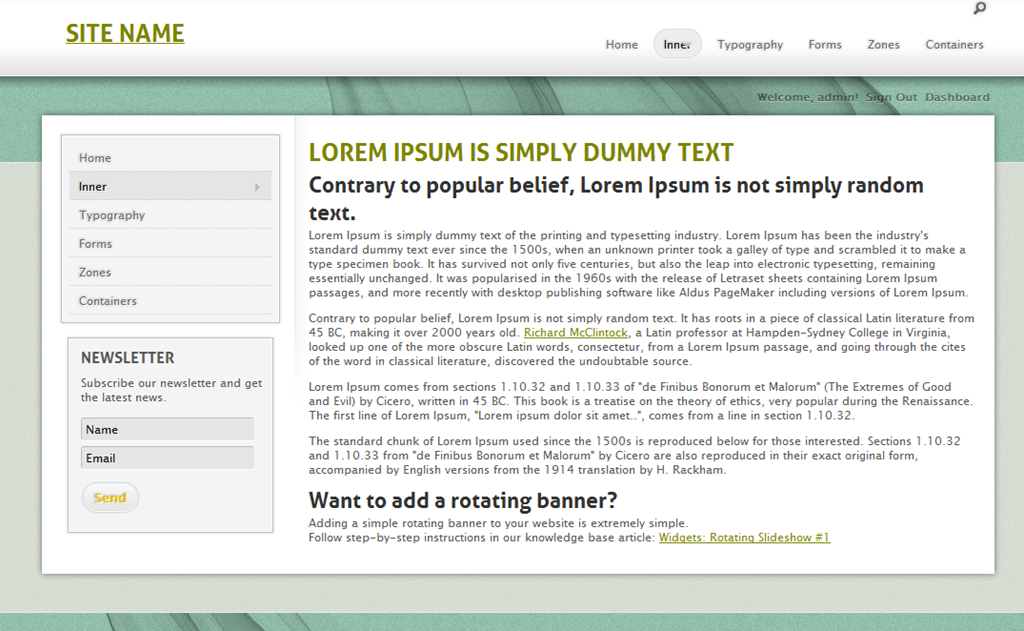 SITE NAME
Home Inner Typography Forms Zones Containers
Welcome, admin! Sign Out Dashboard
Home
Inner
Typography
Forms
Zones
Containers
NEWSLETTER
Subscribe our newsletter and get
the latest news.
Name
Email
Send
LOREM IPSUM IS SIMPLY DUMMY TEXT
Contrary to popular belief, Lorem Ipsum is not simply random
text.
Lorem Ipsum is simply dummy text of the printing and typesetting industry. Lorem Ipsum has been the industry's
standard dummy text ever since the 1500s, when an unknown printer took a galley of type and scrambled it to make a
type specimen book. It has survived not only five centuries, but also the leap into electronic typesetting, remaining
essentially unchanged. It was popularised in the 1960s with the release of Letraset sheets containing Lorem Ipsum
passages, and more recently with desktop publishing software like Aldus PageMaker including versions of Lorem Ipsum.
Contrary to popular belief, Lorem Ipsum is not simply random text. It has roots in a piece of classical Latin literature from
45 BC, making it over 2000 years old. Richard McClintock, a Latin professor at Hampden-Sydney College in Virginia,
looked up one of the more obscure Latin words, consectetur, from a Lorem Ipsum passage, and going through the cites
of the word in classical literature, discovered the undoubtable source.
Lorem Ipsum comes from sections 1.10.32 and 1.10.33 of "de Finibus Bonorum et Malorum" (The Extremes of Good
and Evil) by Cicero, written in 45 BC. This book is a treatise on the theory of ethics, very popular during the Renaissance.
The first line of Lorem Ipsum, "Lorem ipsum dolor sit amet..", comes from a line in section 1.10.32.
The standard chunk of Lorem Ipsum used since the 1500s is reproduced below for those interested. Sections 1.10.32
and 1.10.33 from "de Finibus Bonorum et Malorum" by Cicero are also reproduced in their exact original form,
accompanied by English versions from the 1914 translation by H. Rackham.
Want to add a rotating banner?
Adding a simple rotating banner to your website is extremely simple.
Follow step-by-step instructions in our knowledge base article: Widgets: Rotating Slideshow #1